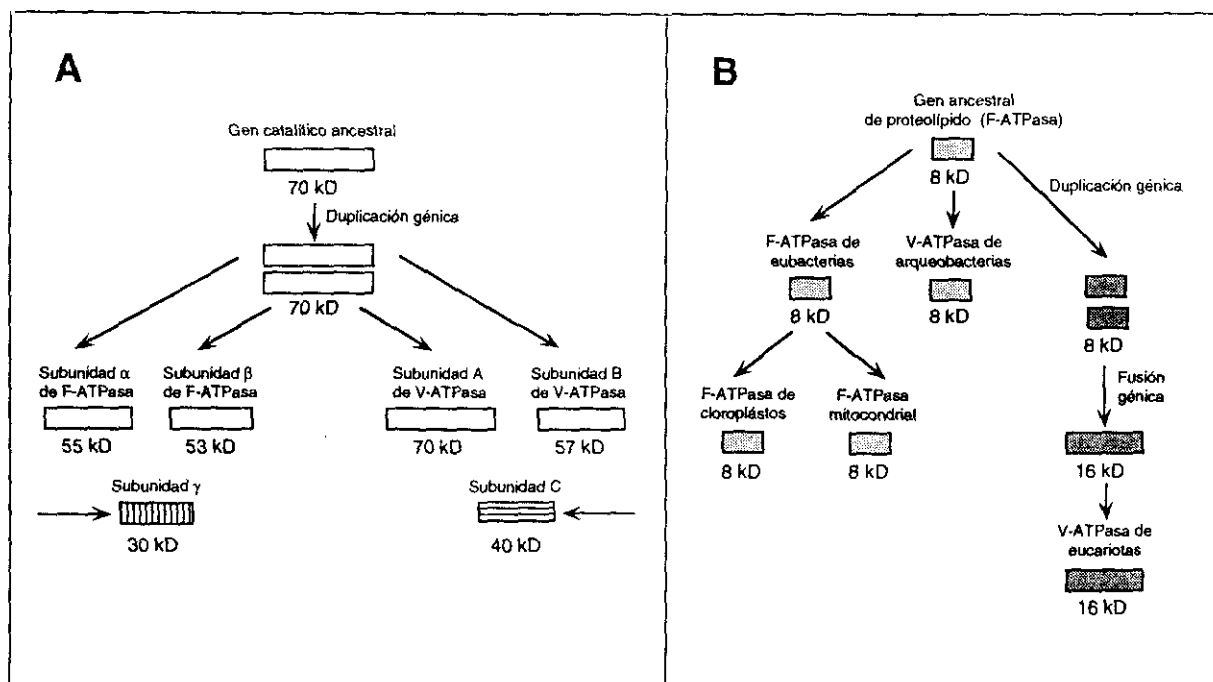 A
Gen catalítico ancestral
70 kD
Duplicación génica
70 kD
Subunidad α
de F-ATPasa
55 kD
Subunidad β
de F-ATPasa
53 kD
Subunidad A
de V-ATPasa
70 kD
Subunidad B
de V-ATPasa
57 kD
Subunidad γ
30 kD
Subunidad C
40 kD
B
Gen ancestral
de proteolípido (F-ATPasa)
8 kD
Duplicación génica
F-ATPasa de
eubacterias
8 kD
V-ATPasa de
arqueobacterias
8 kD
8 kD
F-ATPasa de
cloroplástos
8 kD
F-ATPasa
mitocondrial
8 kD
Fusión
génica
16 kD
V-ATPasa de
eucariotas
16 kD